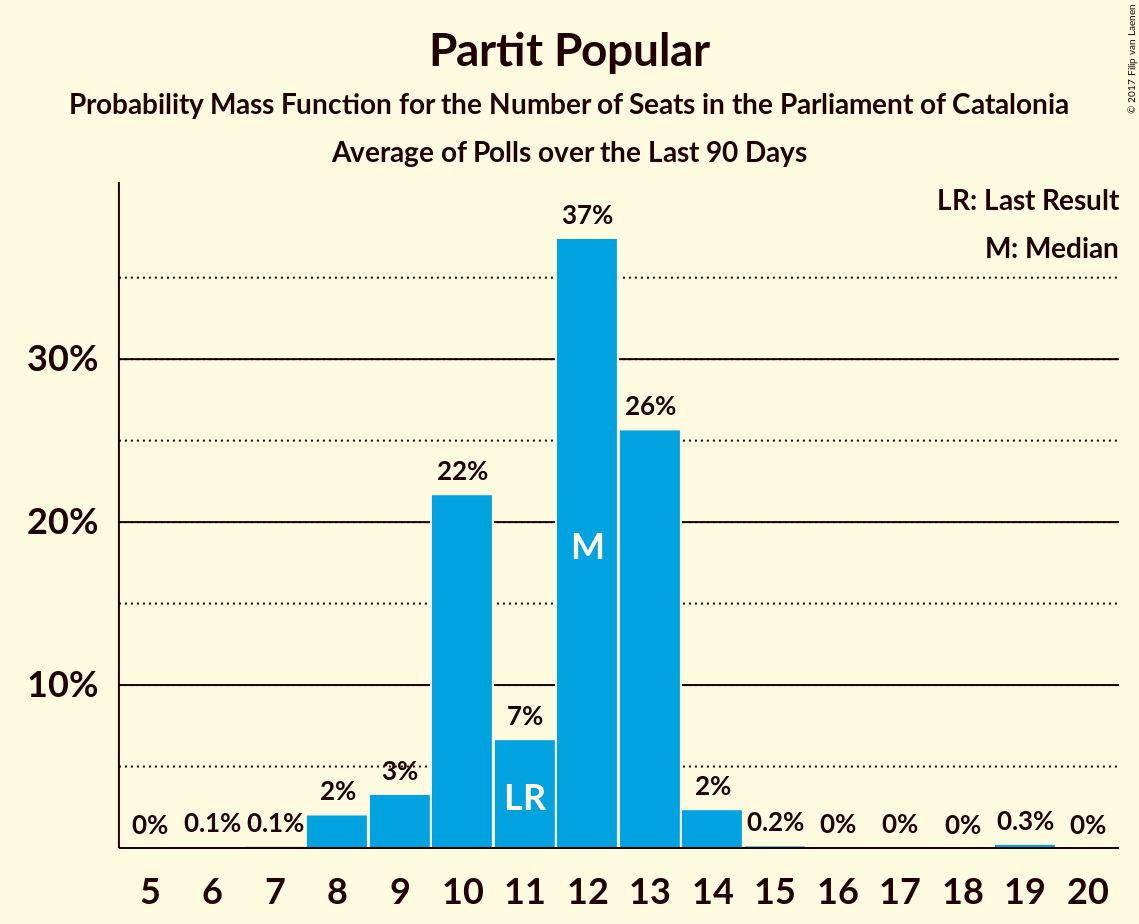 Partit Popular
Probability Mass Function for the Number of Seats in the Parliament of Catalonia
Average of Polls over the Last 90 Days
© 2017 Filip van Laenen
LR: Last Result
M: Median
30%
20%
10%
0%
0.1%
0.1%
2%
3%
22%
7%
37%
26%
2%
0.2%
0%
0%
0%
0.3%
0%
LR
M
5 6 7 8 9 10 11 12 13 14 15 16 17 18 19 20